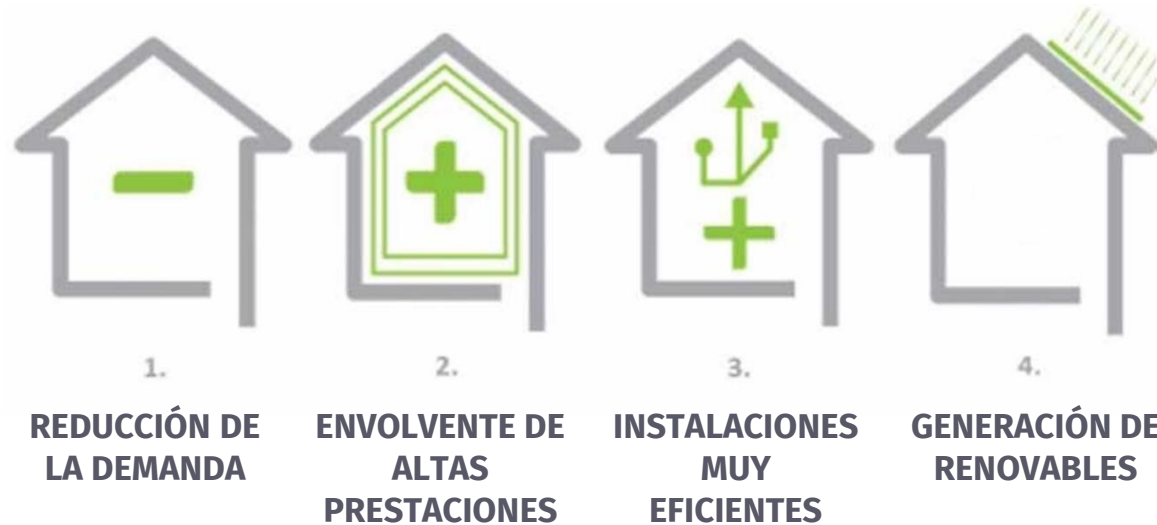 1.
REDUCCIÓN DE
LA DEMANDA
2.
ENVOLVENTE DE
ALTAS
PRESTACIONES
3.
INSTALACIONES
MUY
EFICIENTES
4.
GENERACIÓN DE
RENOVABLES